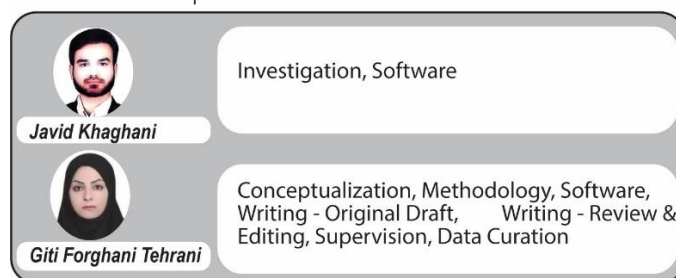 Investigation, Software
Javid Khaghani
Conceptualization, Methodology, Software,
Writing - Original Draft, Writing - Review &
Editing, Supervision, Data Curation
Giti Forghani Tehrani